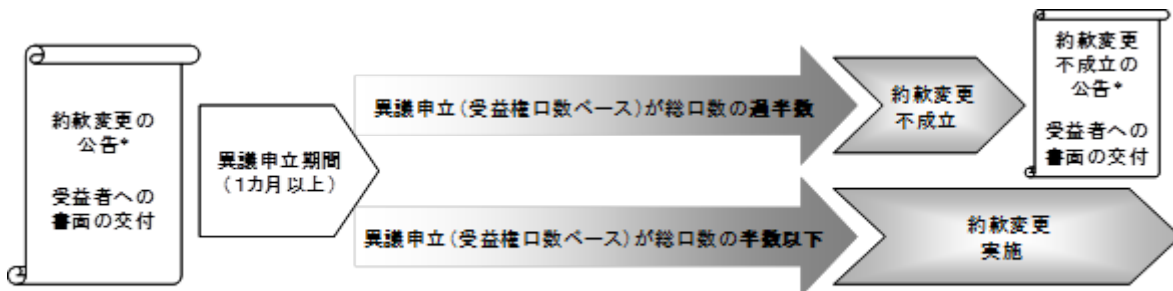 約款変更の
公告*
受益者への
書面の交付
異議申立期間
(1カ月以上)
異議申立(受益権口数ベース)が総口数の過半数
約款変更
不成立
約款変更
不成立の
公告*
受益者への
書面の交付
異議申立(受益権口数ベース)が総口数の半数以下
約款変更
実施